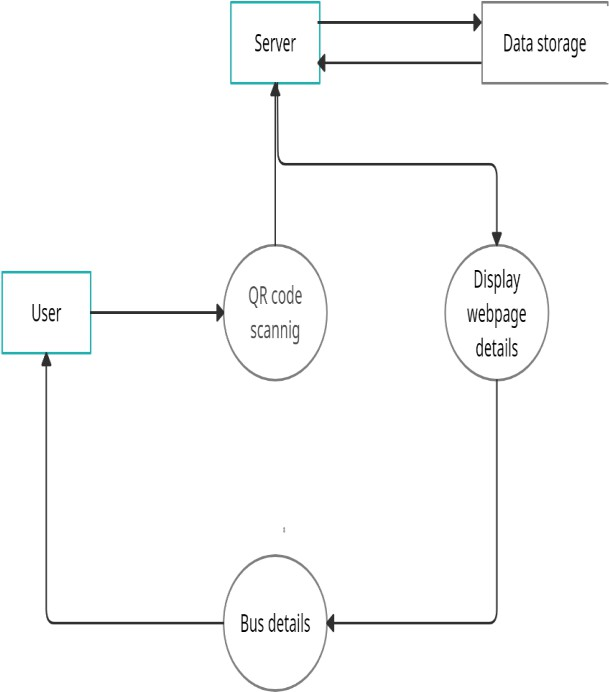 Server
Data storage
User
QR code
scannig
Display
webpage
details
Bus details